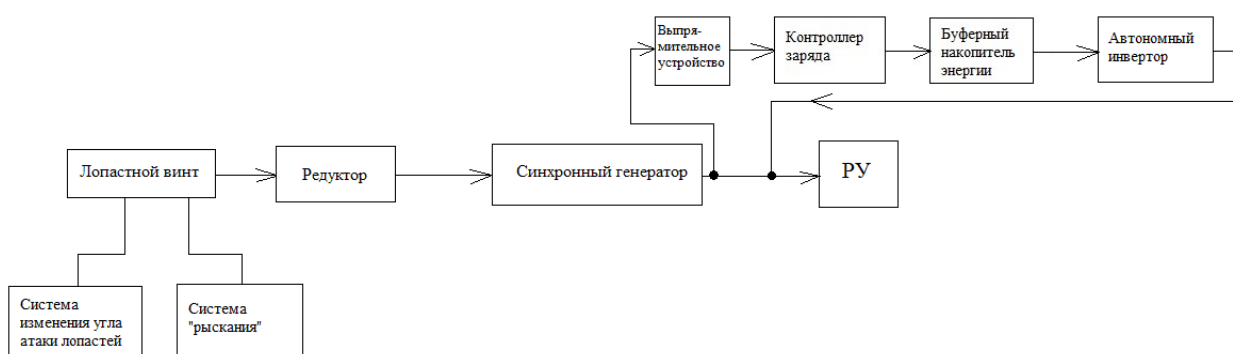 Выпря-
мительное
устройство
Контроллер
заряда
Буферный
накопитель
энергии
Автономный
инвертор
Лопастной винт
Редуктор
Синхронный генератор
РУ
Система
изменения угла
атаки лопастей
Система
"рыскания"